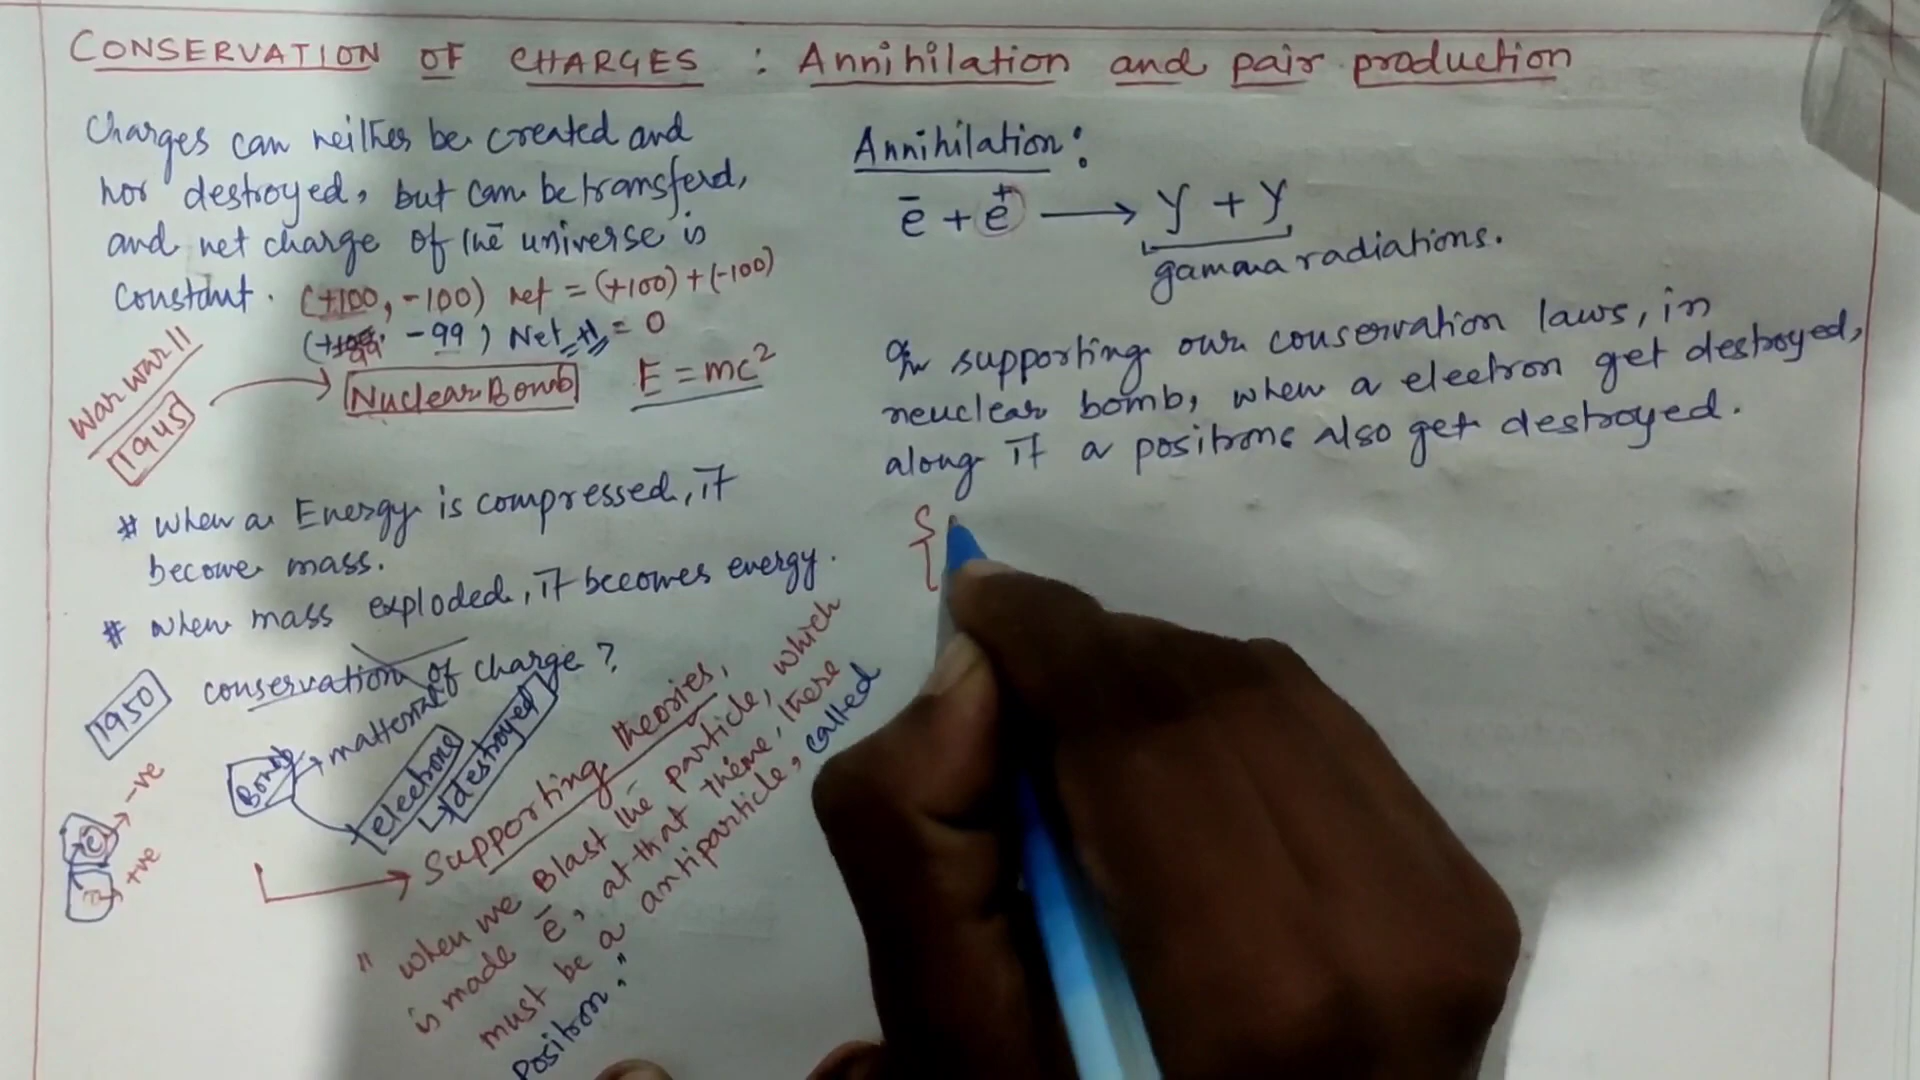 CONSERVATION OF CHARGES : Annihilation and pair production
Charges can neither be created and
nor destroyed, but can be transferd,
and net charge of the universe is
constant. (+100, -100) net = (+100) + (-100)
-99) Net +1 = 0
War War II
1945
Nuclear Bomb
E = mc²
# when a Energy is compressed, it
become mass.
# when mass exploded, it becomes energy.
1950
conservation of charge?
Bomb
matterial
electrons
destroyed
-ve
+ve
Supporting theories,
" when we Blast the particle, which
is made ē, at that theme, there
must be a antiparticle, called
Positron."
Annihilation :
ē + e⁺ → γ + γ
gamma radiations.
In supporting our conservation laws, in
neuclear bomb, when a electron get destroyed,
along it a positrons also get destroyed.